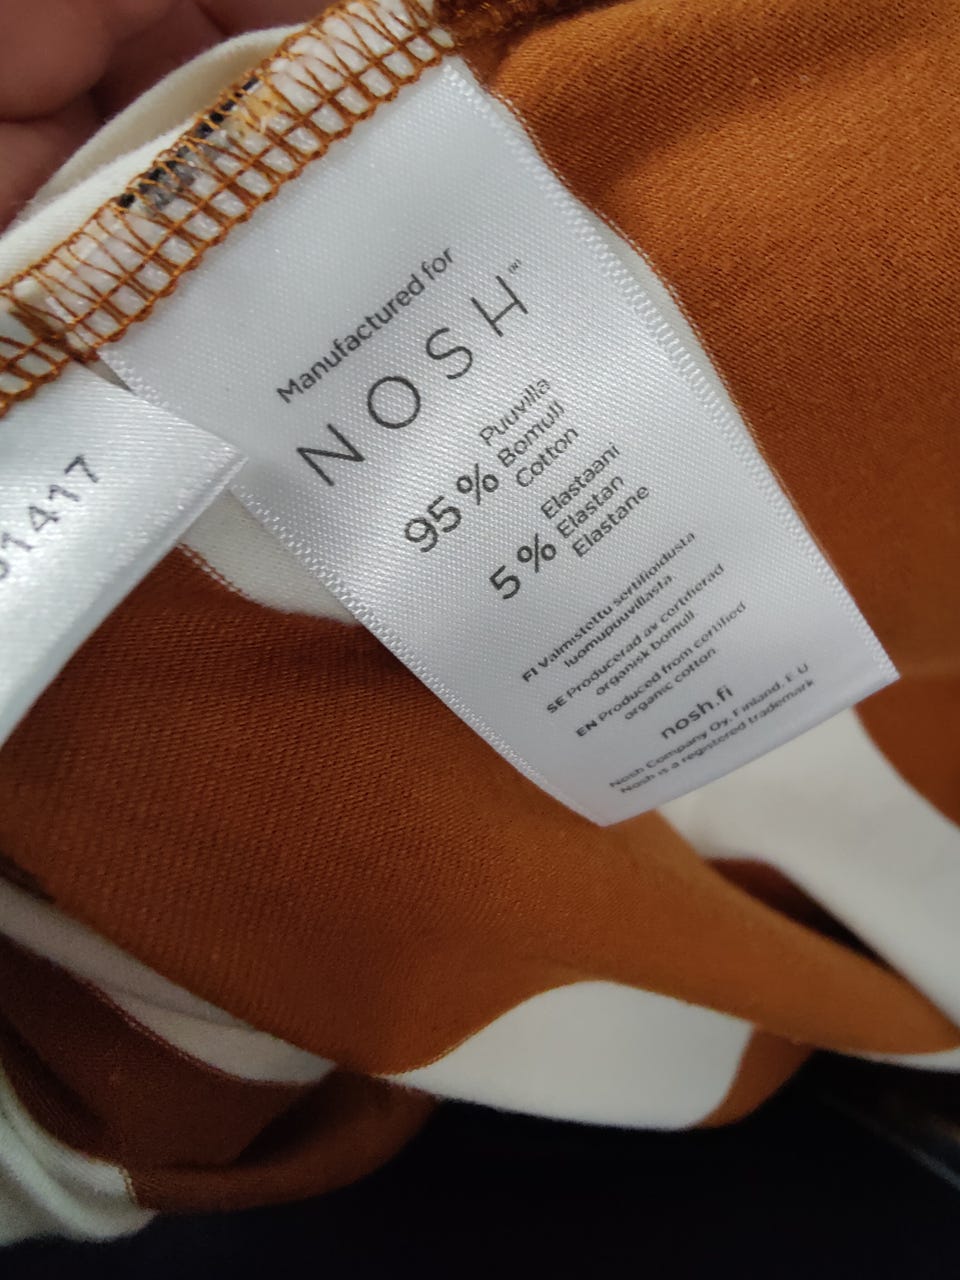 Manufactured for
NOSH™
95% Puuvilla
Bomull
Cotton
5% Elastaani
Elastan
Elastane
FI Valmistettu sertifioidusta
luomupuuvillasta.
SE Producerad av certifierad
organisk bomull
EN Produced from certified
organic cotton
nosh.fi
Nosh Company Oy, Finland, E U
Nosh is a registered trademark
1417